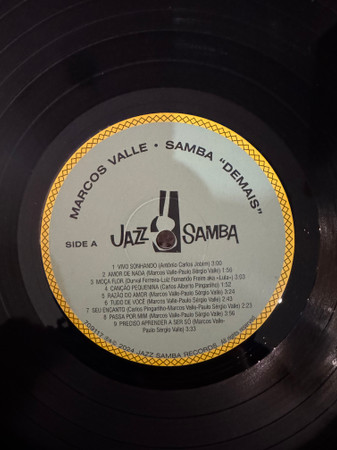 MARCOS VALLE • SAMBA "DEMAIS"
SIDE A
JAZZ SAMBA
1 VIVO SONHANDO (Antônio Carlos Jobim) 3:00
2 AMOR DE NADA (Marcos Valle-Paulo Sérgio Valle) 1:56
3 MOÇA FLOR (Durval Ferreira-Luiz Fernando Freire aka «Lula»)
4 CANÇÃO PEQUENINA (Carlos Alberto Pingarilho) 1:52
5 RAZÃO DO AMOR (Marcos Valle-Paulo Sérgio Valle) 3:24
6 TUDO DE VOCÊ (Marcos Valle-Paulo Sérgio Valle) 2:43
7 SEU ENCANTO (Carlos Pingarilho-Marcos Valle-Paulo Sérgio Valle) 2:23
8 PASSA POR MIM (Marcos Valle-Paulo Sérgio Valle) 2:56
9 PRECISO APRENDER A SER SÓ (Marcos Valle-
Paulo Sérgio Valle) 3:33
2024 JAZZ SAMBA RECORDS.